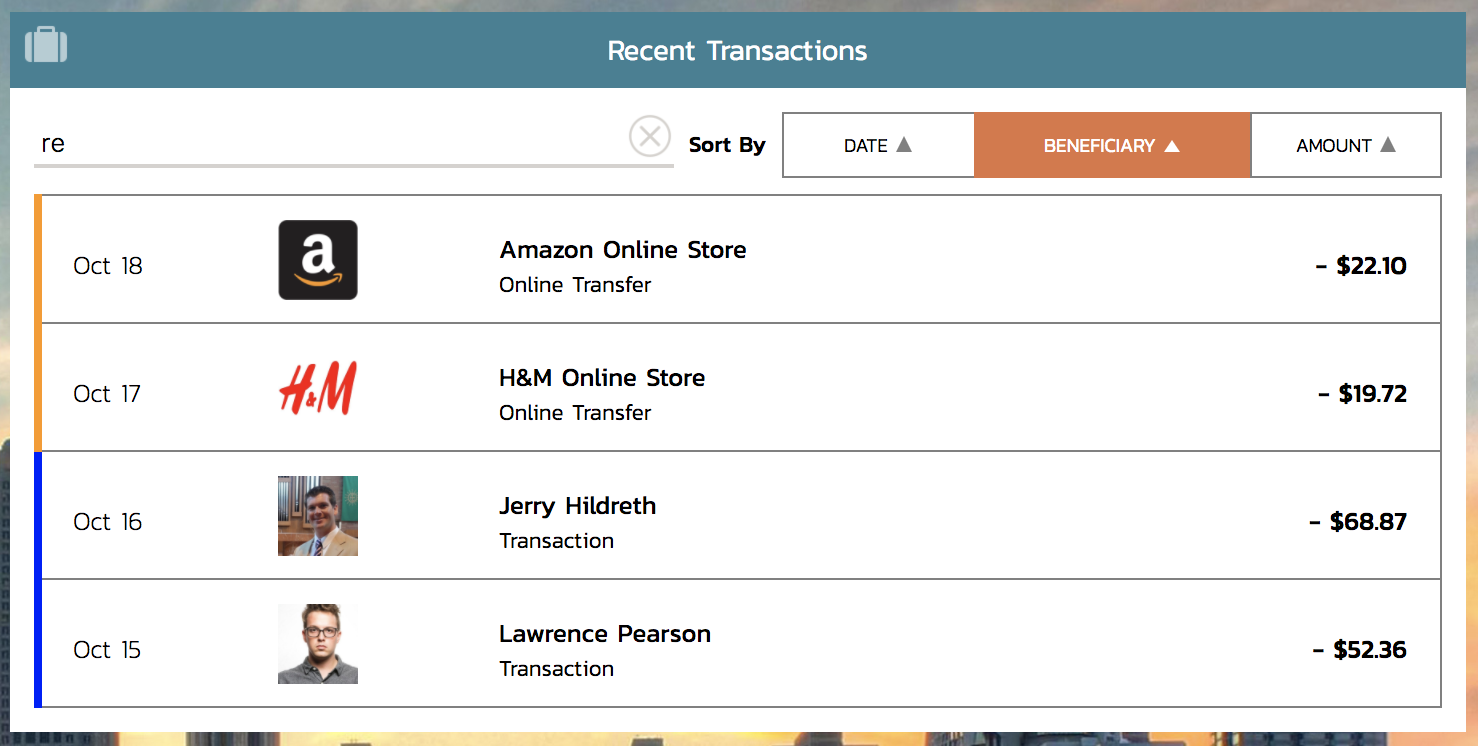 Recent Transactions
re
Sort By
DATE ▲
BENEFICIARY ▲
AMOUNT ▲
Oct 18
a
Amazon Online Store
Online Transfer
- $22.10
Oct 17
H&M
H&M Online Store
Online Transfer
- $19.72
Oct 16
Jerry Hildreth
Transaction
- $68.87
Oct 15
Lawrence Pearson
Transaction
- $52.36